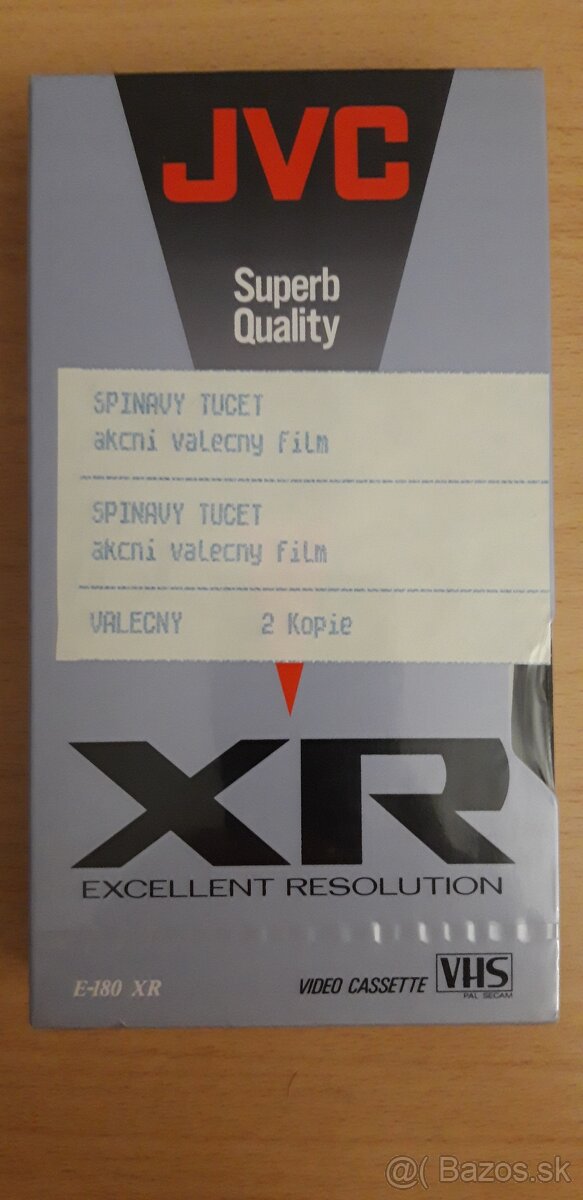 JVC
Superb
Quality
SPINAVY TUCET
akcni valecny film
SPINAVY TUCET
akcni valecny film
VALECNY 2 Kopie
XR
EXCELLENT RESOLUTION
E-180 XR
VIDEO CASSETTE VHS
PAL SECAM
@( Bazos.sk